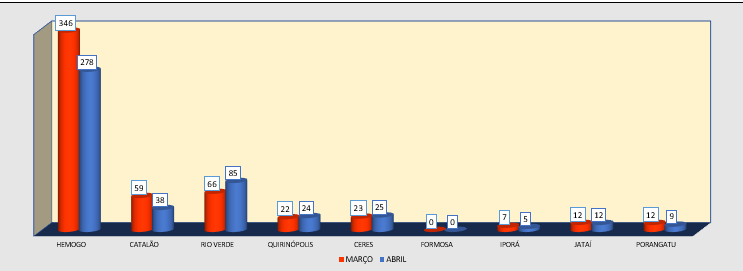 346
278
59
38
66
85
22
24
23
25
0
0
7
5
12
12
12
9
HEMOGO
CATALÃO
RIO VERDE
QUIRINÓPOLIS
CERES
FORMOSA
IPORÁ
JATAÍ
PORANGATU
MARÇO
ABRIL